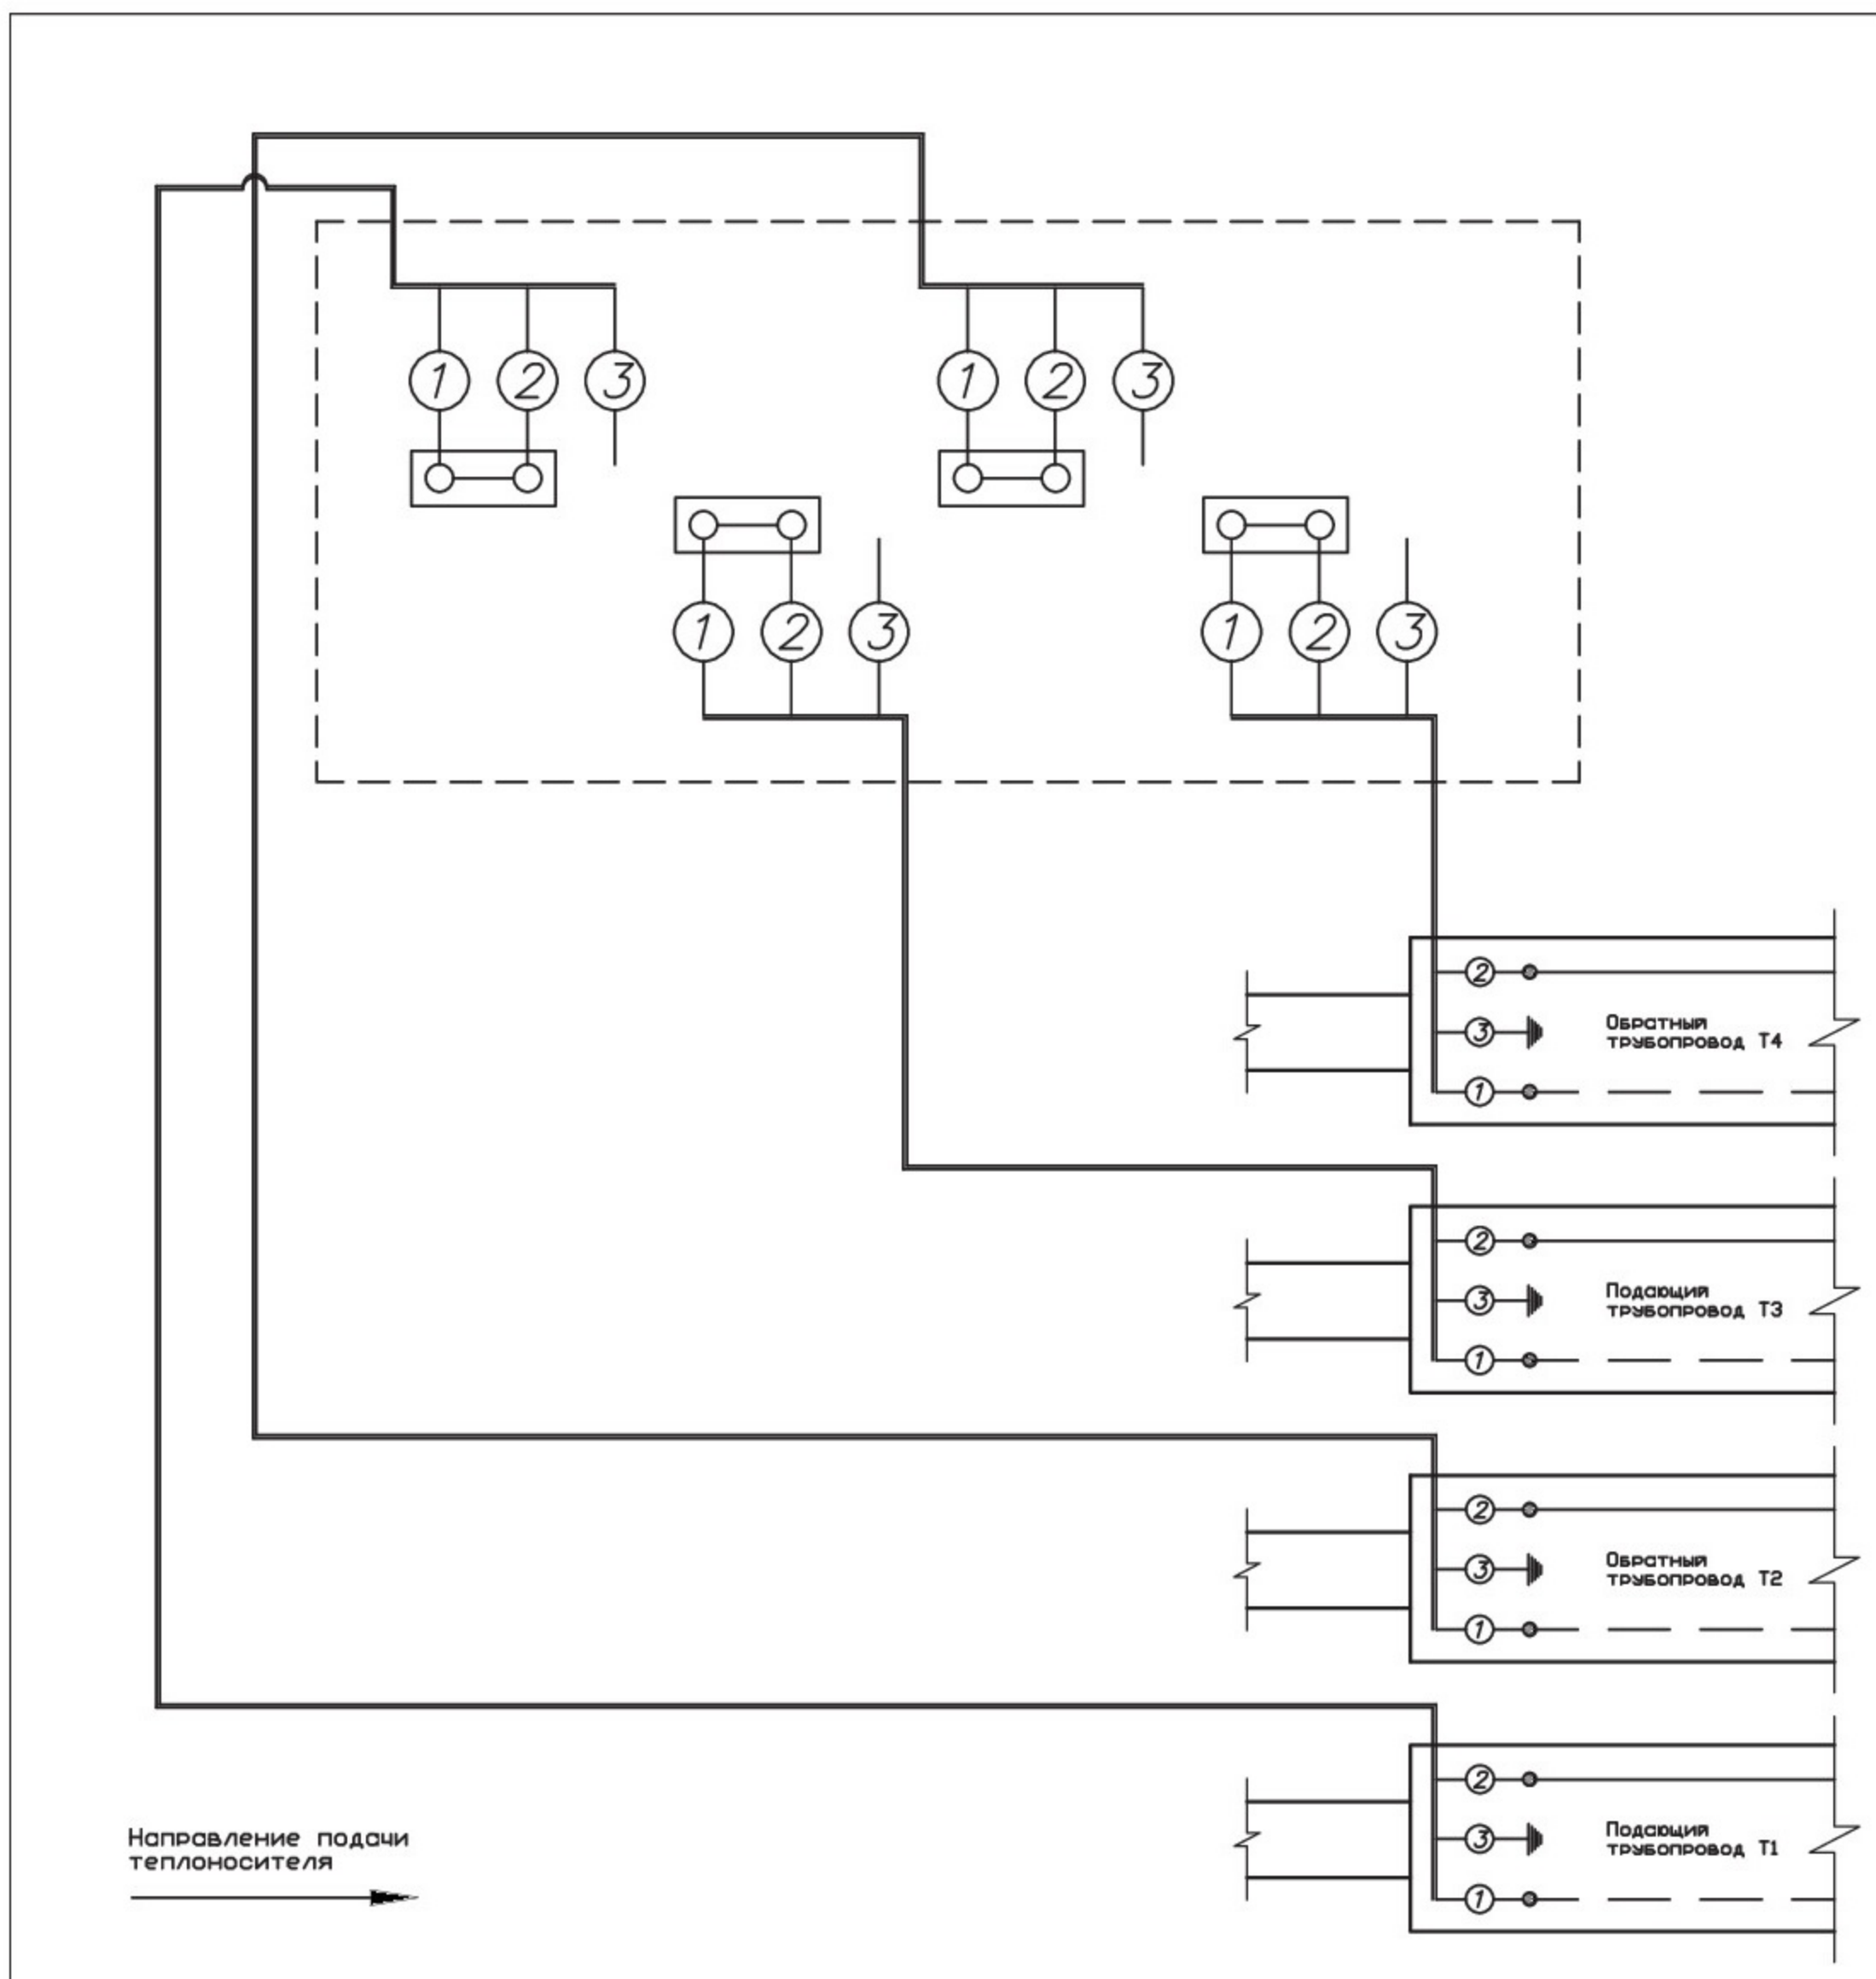 1 2 3 1 2 3
1 2 3 1 2 3
2
3
1
Обратный
трубопровод Т4
2
3
1
Подающий
трубопровод Т3
2
3
1
Обратный
трубопровод Т2
2
3
1
Подающий
трубопровод Т1
Направление подачи
теплоносителя